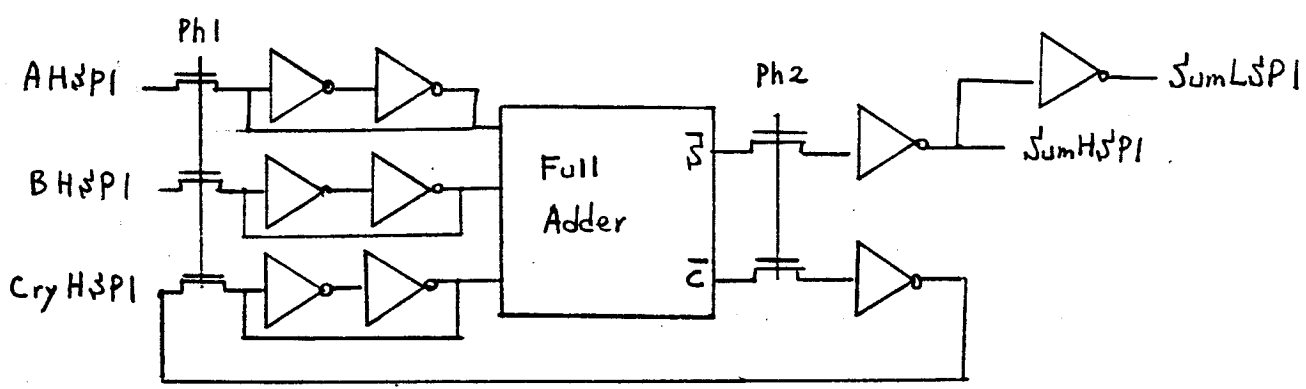 Ph1
AHSP1
Ph2
SumLSP1
S̅
SumHSP1
BHSP1
Full
Adder
CryHSP1
C̅